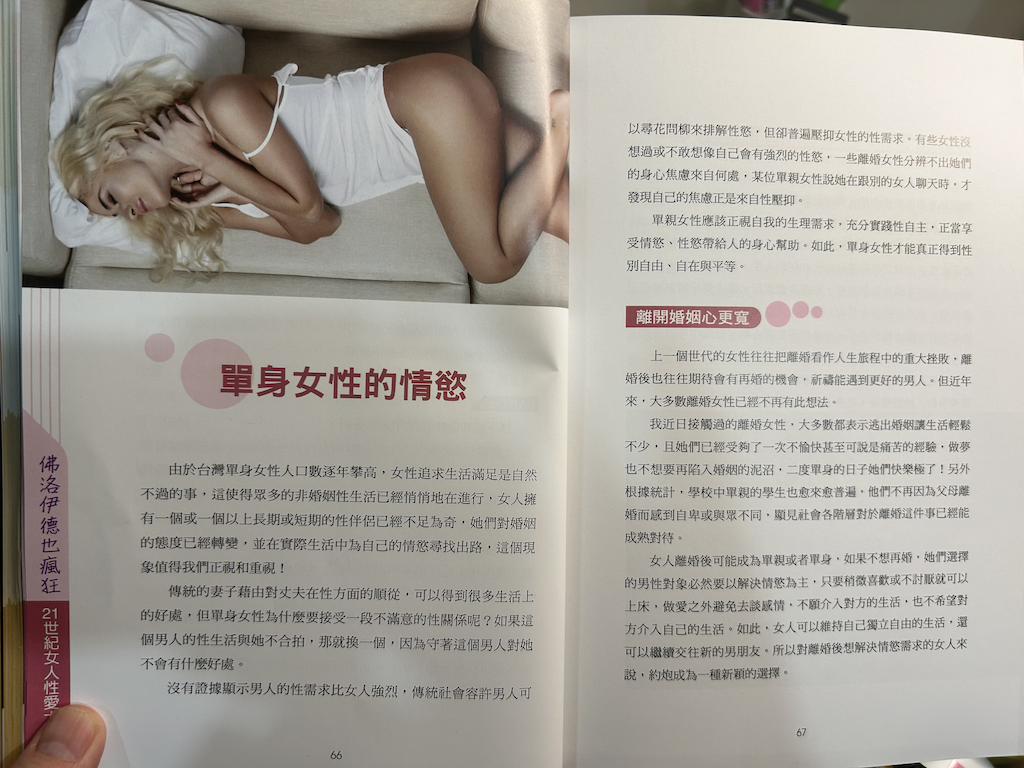 單身女性的情慾
由於台灣單身女性人口數逐年攀高，女性追求生活滿足是自然
不過的事，這使得眾多的非婚姻性生活已經悄悄地在進行，女人擁
有一個或一個以上長期或短期的性伴侶已經不足為奇，她們對婚姻
的態度已經轉變，並在實際生活中為自己的情慾尋找出路，這個現
象值得我們正視和重視！
傳統的妻子藉由對丈夫在性方面的順從，可以得到很多生活上
的好處，但單身女性為什麼要接受一段不滿意的性關係呢？如果這
個男人的性生活與她不合拍，那就換一個，因為守著這個男人對她
不會有什麼好處。
沒有證據顯示男人的性需求比女人強烈，傳統社會容許男人可
佛洛伊德也瘋狂
21世紀女人性愛
66
以尋花問柳來排解性慾，但卻普遍壓抑女性的性需求。有些女性沒
想過或不敢想像自己會有強烈的性慾，一些離婚女性分辨不出她們
的身心焦慮來自何處，某位單親女性說她在跟別的女人聊天時，才
發現自己的焦慮正是來自性壓抑。
單親女性應該正視自我的生理需求，充分實踐性自主，正當享
受情慾、性慾帶給人的身心幫助。如此，單身女性才能真正得到性
別自由、自在與平等。
離開婚姻心更寬
上一個世代的女性往往把離婚看作人生旅程中的重大挫敗，離
婚後也往往期待會有再婚的機會，祈禱能遇到更好的男人。但近年
來，大多數離婚女性已經不再有此想法。
我近日接觸過的離婚女性，大多數都表示逃出婚姻讓生活輕鬆
不少，且她們已經受夠了一次不愉快甚至可說是痛苦的經驗，做夢
也不想要再陷入婚姻的泥沼，二度單身的日子她們快樂極了！另外
根據統計，學校中單親的學生也愈來愈普遍，他們不再因為父母離
婚而感到自卑或與眾不同，顯見社會各階層對於離婚這件事已經能
成熟對待。
女人離婚後可能成為單親或者單身，如果不想再婚，她們選擇
的男性對象必然要以解決情慾為主，只要稍微喜歡或不討厭就可以
上床，做愛之外避免去談感情，不願介入對方的生活，也不希望對
方介入自己的生活。如此，女人可以維持自己獨立自由的生活，還
可以繼續交往新的男朋友。所以對離婚後想解決情慾需求的女人來
說，約炮成為一種新穎的選擇。
67